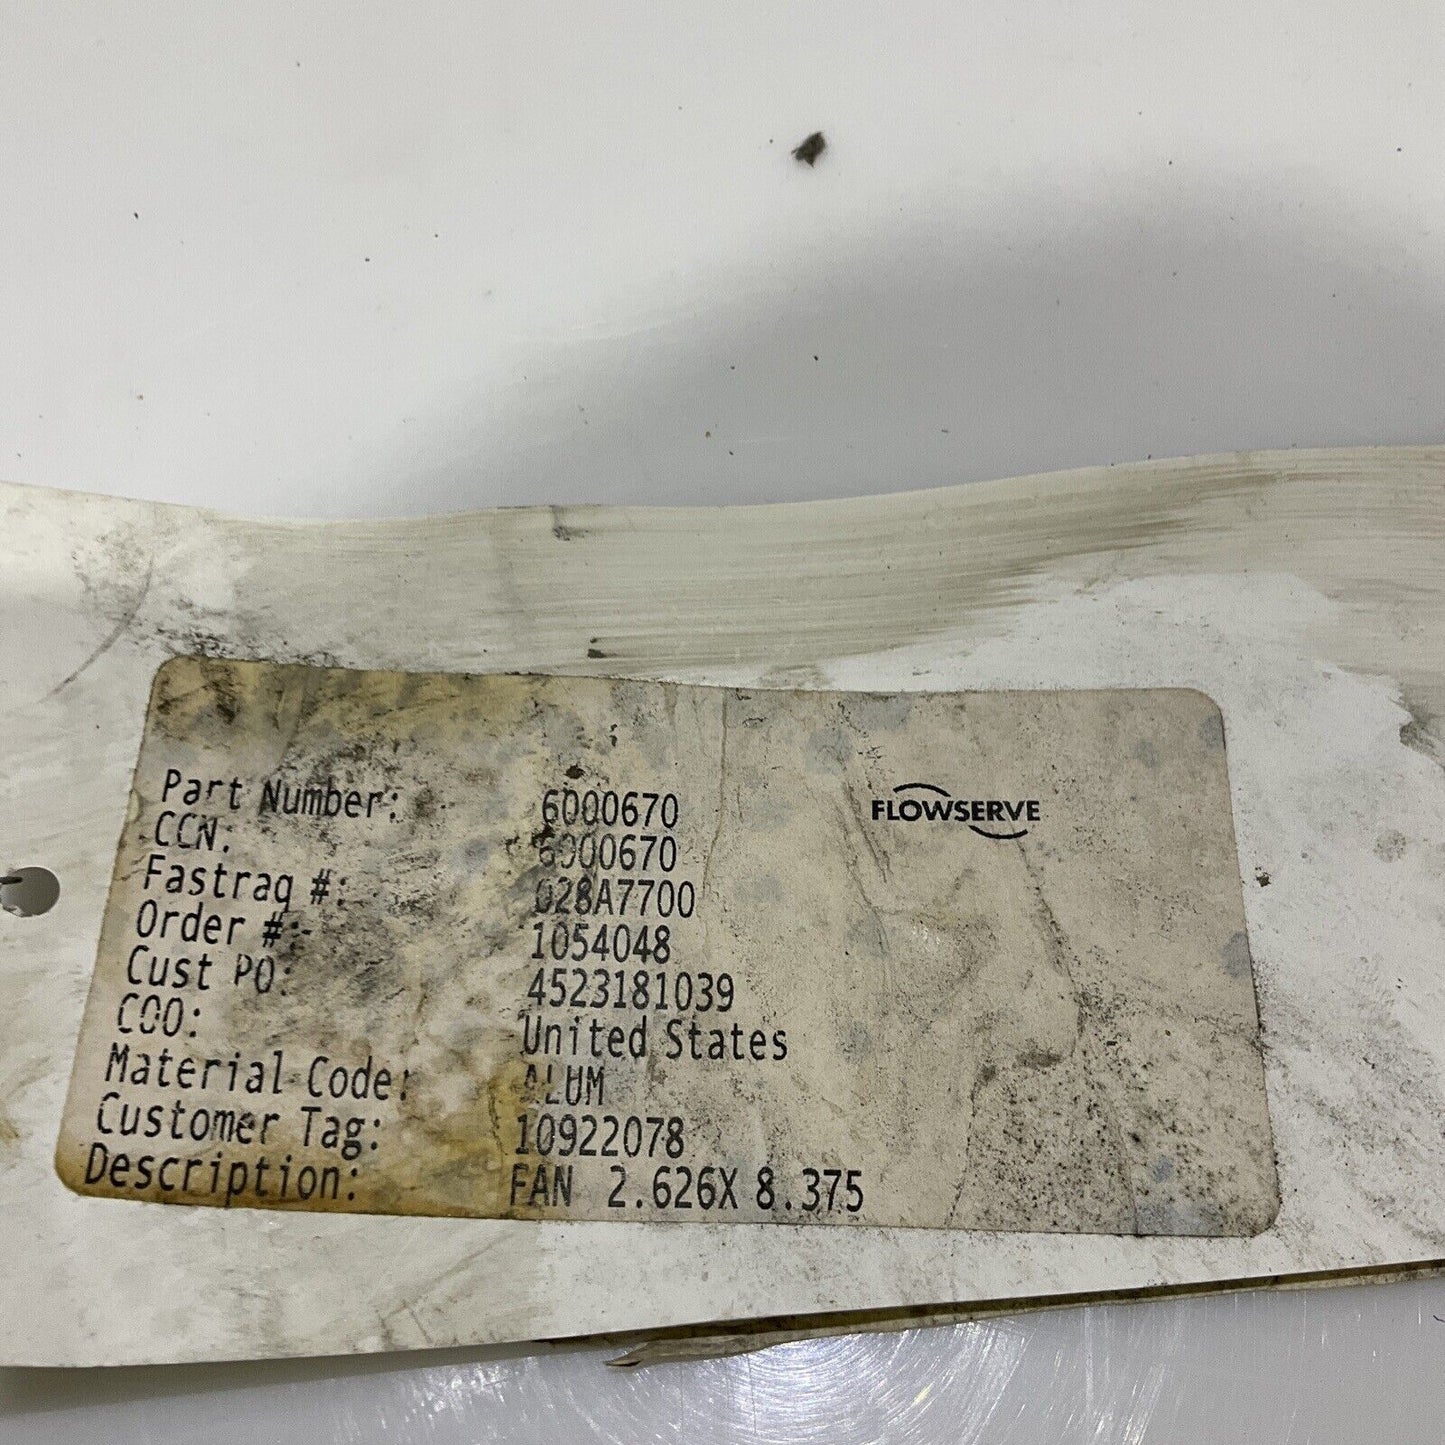 FLOWSERVE
Part Number: 6000670
CCN: 6000670
Fastraq #: 028A7700
Order #: 1054048
Cust PO: 4523181039
COO: United States
Material Code: ALUM
Customer Tag: 10922078
Description: FAN 2.626X 8.375